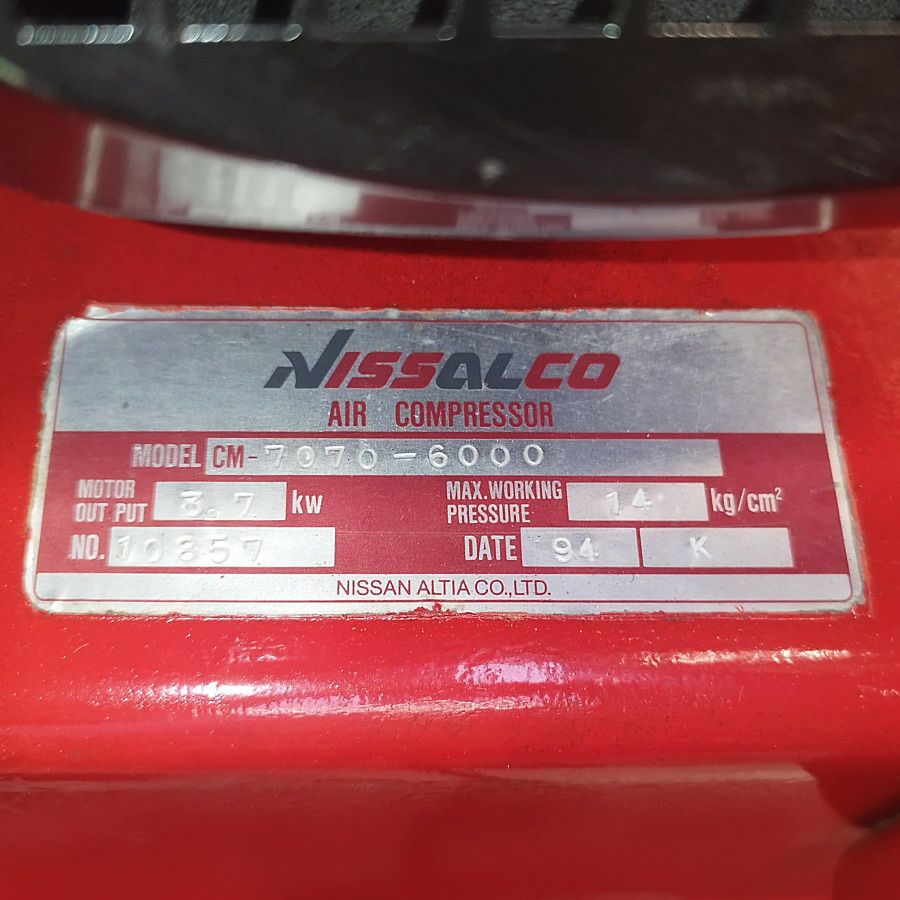 NISSALCO
AIR COMPRESSOR
MODEL CM-7070-6000
MOTOR OUT PUT 3.7 kw
MAX. WORKING PRESSURE 14 kg/cm²
NO. 10857
DATE 94 K
NISSAN ALTIA CO.,LTD.